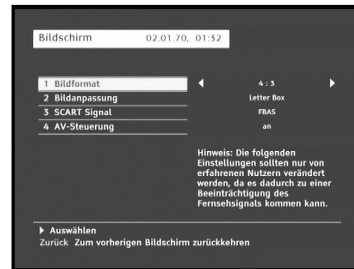 Bildschirm 02.01.70, 01:32
1 Bildformat 4 : 3
2 Bildanpassung Letter Box
3 SCART Signal FBAS
4 AV-Steuerung an
Hinweis: Die folgenden
Einstellungen sollten nur von
erfahrenen Nutzern verändert
werden, da es dadurch zu einer
Beeinträchtigung des
Fernsehsignals kommen kann.
Auswählen
Zurück Zum vorherigen Bildschirm zurückkehren